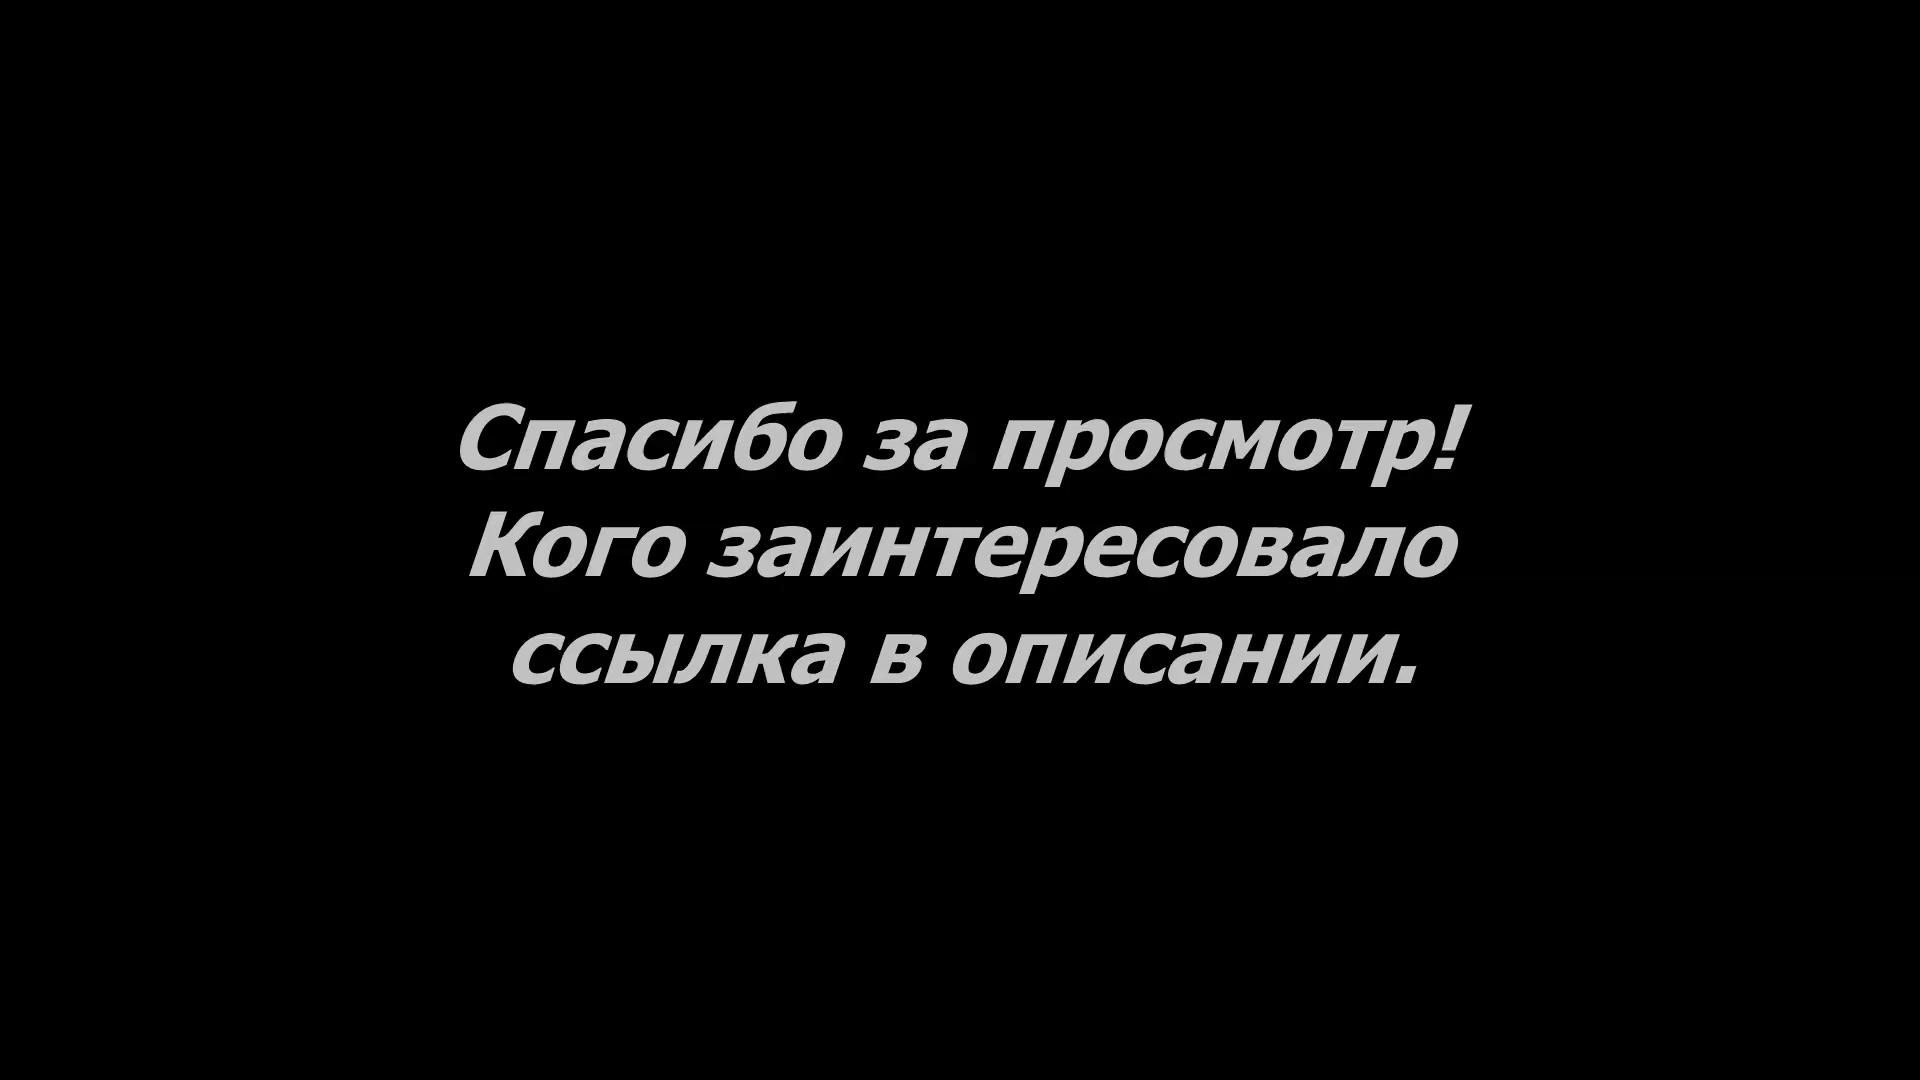 Спасибо за просмотр!
Кого заинтересовало
ссылка в описании.